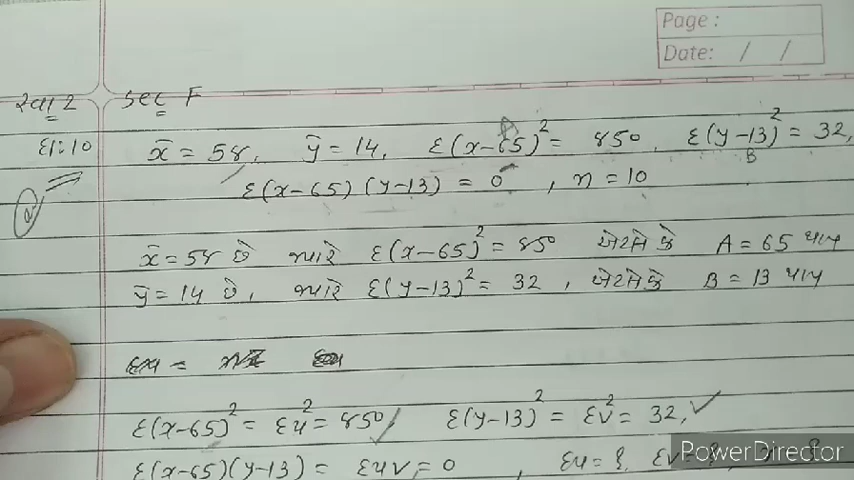 Page :
Date: / /
સ્વા 2 sec F
દા:10 x̄ = 58, ȳ = 14, Σ(x-65)² = 850, Σ(y-13)² = 32,
A B
Σ(x-65)(y-13) = 0, n = 10
x̄ = 58 છે માટે Σ(x-65)² = 850 એટલે કે A = 65 થાય
ȳ = 14 છે, માટે Σ(y-13)² = 32, એટલે કે B = 13 થાય
Σ(x-65)² = Σu² = 850, Σ(y-13)² = Σv² = 32,
Σ(x-65)(y-13) = Σuv = 0, Σu = ?, Σv = ?
PowerDirector